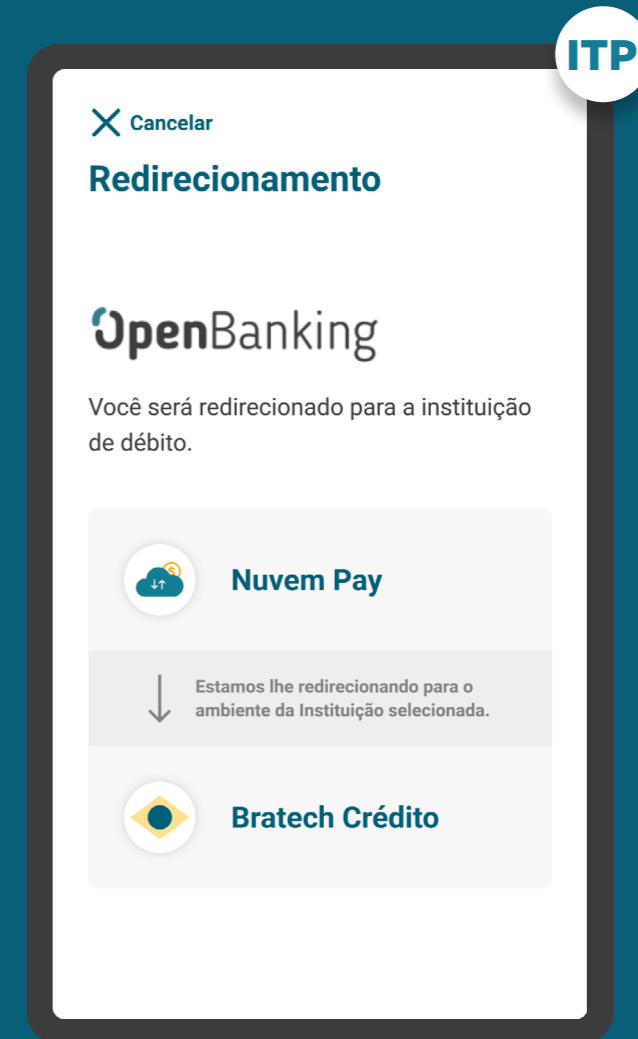 ITP
Cancelar
Redirecionamento
OpenBanking
Você será redirecionado para a instituição
de débito.
Nuvem Pay
Estamos lhe redirecionando para o
ambiente da Instituição selecionada.
Bratech Crédito